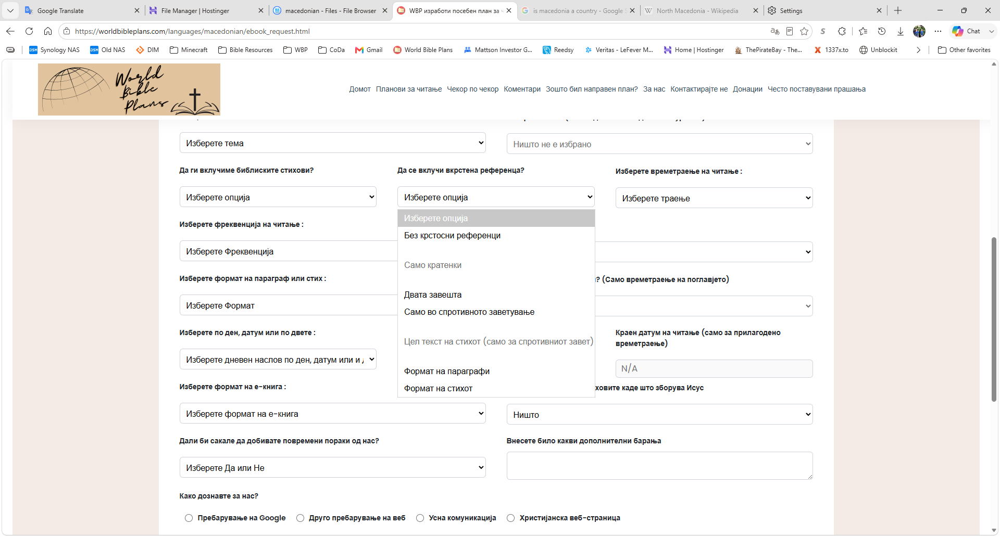 Google Translate
File Manager | Hostinger
macedonian - Files - File Browser
WBP изработи посебен план за
is macedonia a country - Google S
North Macedonia - Wikipedia
Settings
https://worldbibleplans.com/languages/macedonian/ebook_request.html
Chat
Synology NAS
Old NAS
DIM
Minecraft
Bible Resources
WBP
CoDa
Gmail
World Bible Plans
Mattson Investor G...
Reedsy
Veritas - LeFever M...
Home | Hostinger
ThePirateBay - The...
1337x.to
Unblockit
Other favorites
World
Bible
Plans
Домот Планови за читање Чекор по чекор Коментари Зошто бил направен план? За нас Контактирајте не Донации Често поставувани прашања
Изберете тема
Ништо не е избрано
Да ги вклучиме библиските стихови?
Да се вклучи вкрстена референца?
Изберете времетраење на читање :
Изберете опција
Изберете опција
Изберете траење
Изберете опција
Без крстосни референци
Само кратенки
Двата завешта
Само во спротивното заветување
Цел текст на стихот (само за спротивниот завет)
Формат на параграфи
Формат на стихот
Изберете фреквенција на читање :
Изберете Фреквенција
Изберете формат на параграф или стих :
? (Само времетраење на поглавјето)
Изберете Формат
Изберете по ден, датум или по двете :
Краен датум на читање (само за прилагодено
времетраење)
Изберете дневен наслов по ден, датум или и
N/A
Изберете формат на е-книга :
ховите каде што зборува Исус
Изберете формат на е-книга
Ништо
Дали би сакале да добивате повремени пораки од нас?
Внесете било какви дополнителни барања
Изберете Да или Не
Како дознавте за нас?
Пребарување на Google
Друго пребарување на веб
Усна комуникација
Христијанска веб-страница